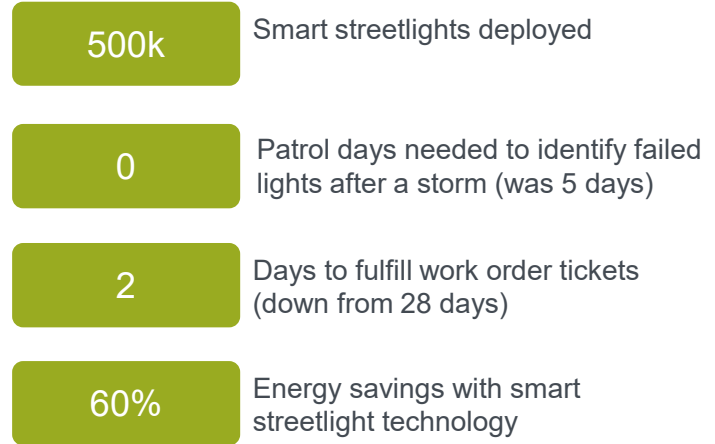 500k
Smart streetlights deployed
0
Patrol days needed to identify failed
lights after a storm (was 5 days)
2
Days to fulfill work order tickets
(down from 28 days)
60%
Energy savings with smart
streetlight technology